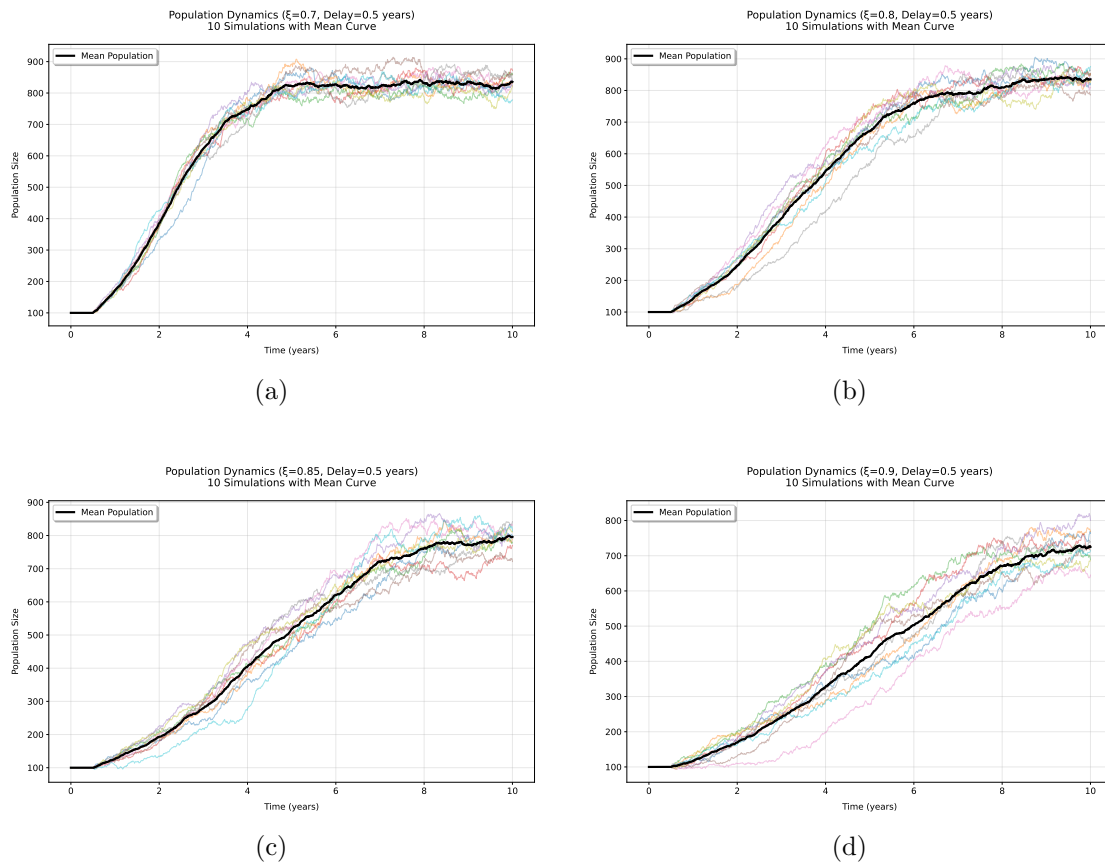 Population Dynamics (ξ=0.7, Delay=0.5 years)
10 Simulations with Mean Curve
Mean Population
Population Size
900
800
700
600
500
400
300
200
100
0 2 4 6 8 10
Time (years)
(a)
Population Dynamics (ξ=0.8, Delay=0.5 years)
10 Simulations with Mean Curve
Mean Population
Population Size
900
800
700
600
500
400
300
200
100
0 2 4 6 8 10
Time (years)
(b)
Population Dynamics (ξ=0.85, Delay=0.5 years)
10 Simulations with Mean Curve
Mean Population
Population Size
900
800
700
600
500
400
300
200
100
0 2 4 6 8 10
Time (years)
(c)
Population Dynamics (ξ=0.9, Delay=0.5 years)
10 Simulations with Mean Curve
Mean Population
Population Size
800
700
600
500
400
300
200
100
0 2 4 6 8 10
Time (years)
(d)